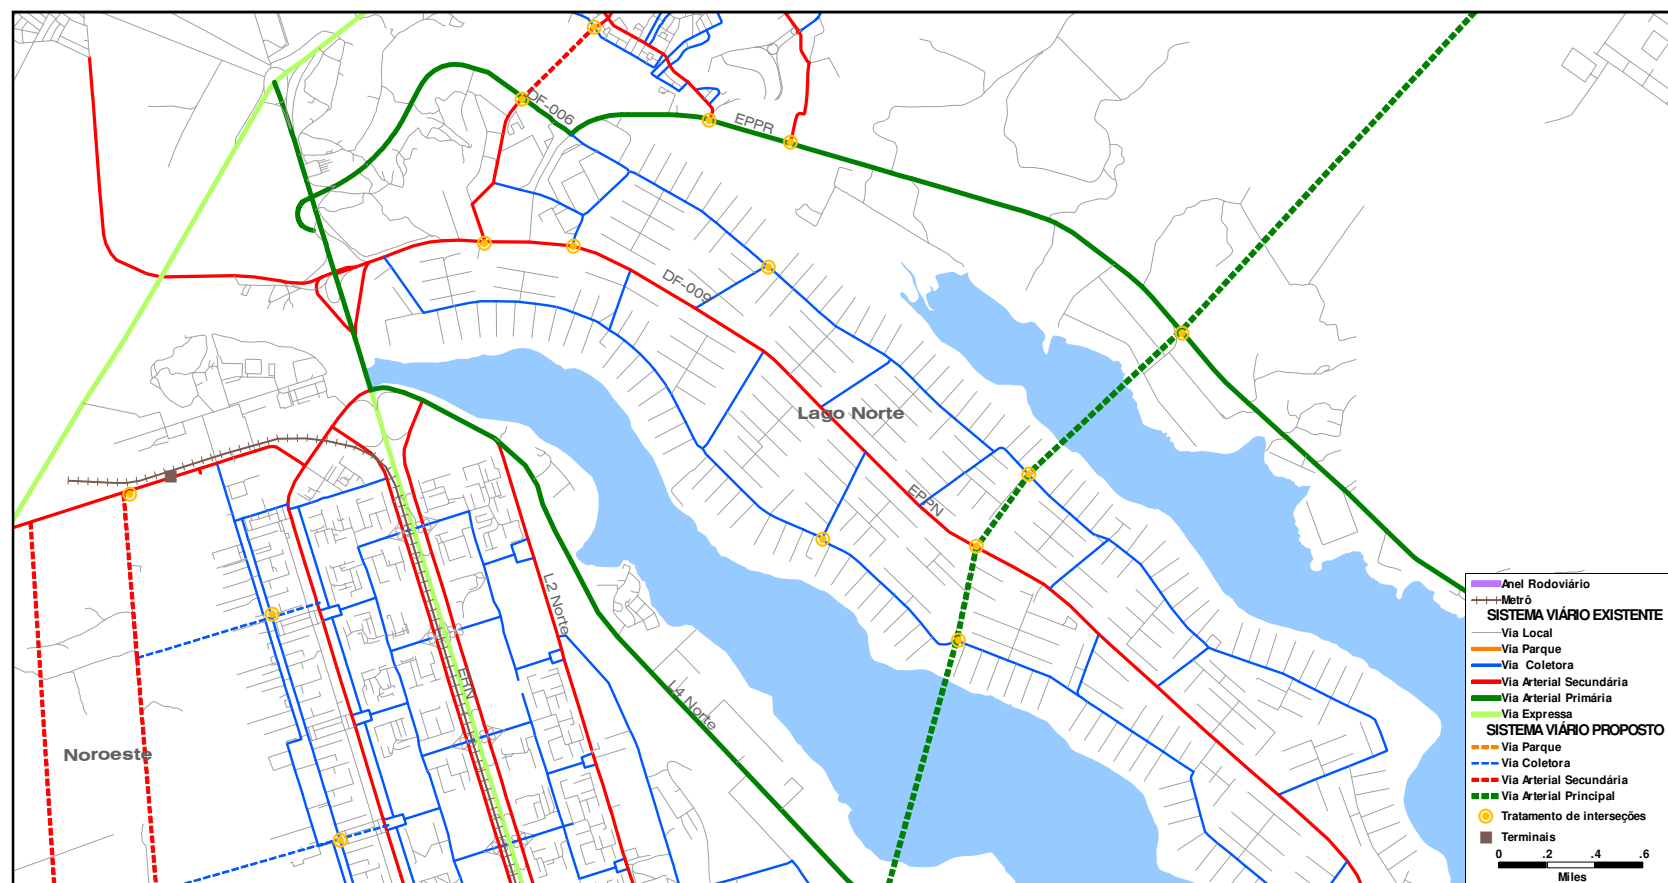 DF-006
EPPR
DF-009
Lago Norte
EPPN
L2 Norte
EPN
L4 Norte
Noroeste
Anel Rodoviário
Metrô
SISTEMA VIÁRIO EXISTENTE
Via Local
Via Parque
Via Coletora
Via Arterial Secundária
Via Arterial Primária
Via Expressa
SISTEMA VIÁRIO PROPOSTO
Via Parque
Via Coletora
Via Arterial Secundária
Via Arterial Principal
Tratamento de interseções
Terminais
0 .2 .4 .6
Miles